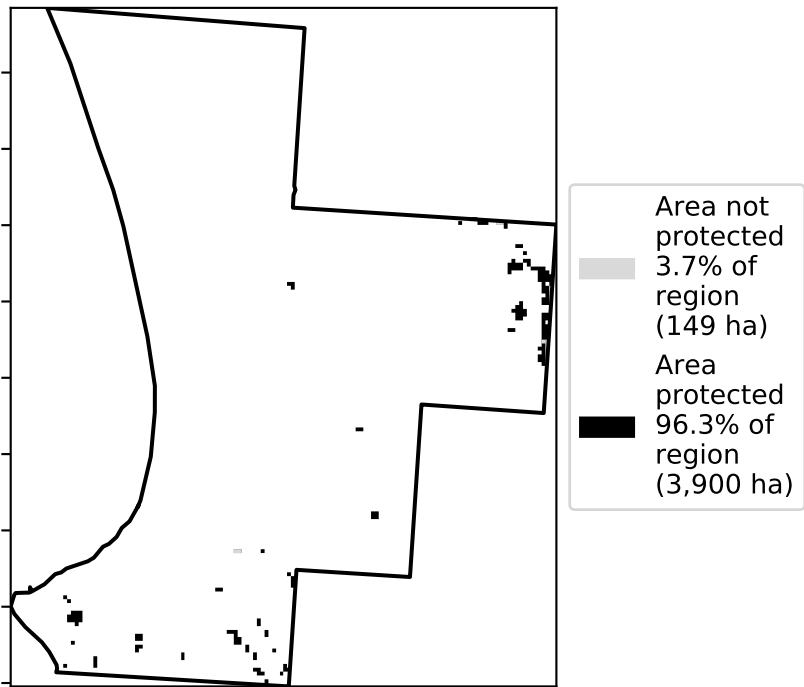 Area not
protected
3.7% of
region
(149 ha)
Area
protected
96.3% of
region
(3,900 ha)